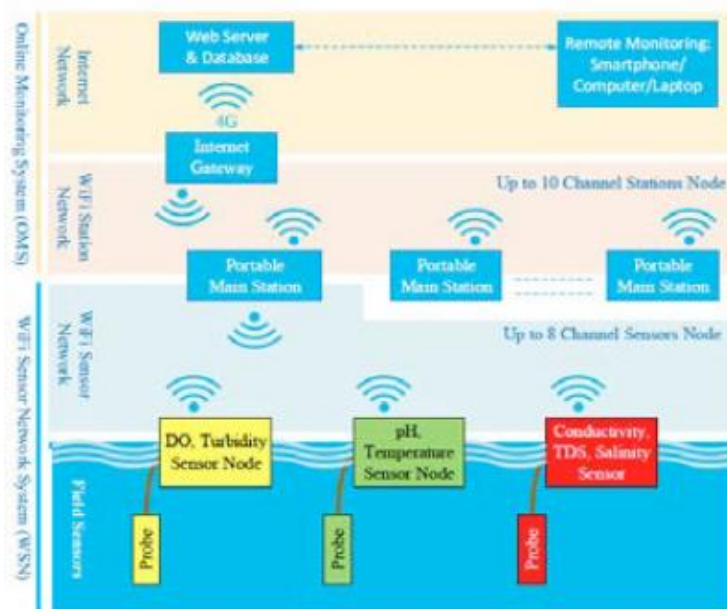 Online Monitoring System (OMS)
Internet
Network
Web Server
& Database
Remote Monitoring:
Smartphone/
Computer/Laptop
4G
Internet
Gateway
WiFi Station
Network
Up to 10 Channel Stations Node
Portable
Main Station
Portable
Main Station
Portable
Main Station
WiFi Sensor Network System (WSN)
WiFi Sensor
Network
Up to 8 Channel Sensors Node
DO, Turbidity
Sensor Node
pH,
Temperature
Sensor Node
Conductivity,
TDS, Salinity
Sensor
Field Sensors
Probe
Probe
Probe